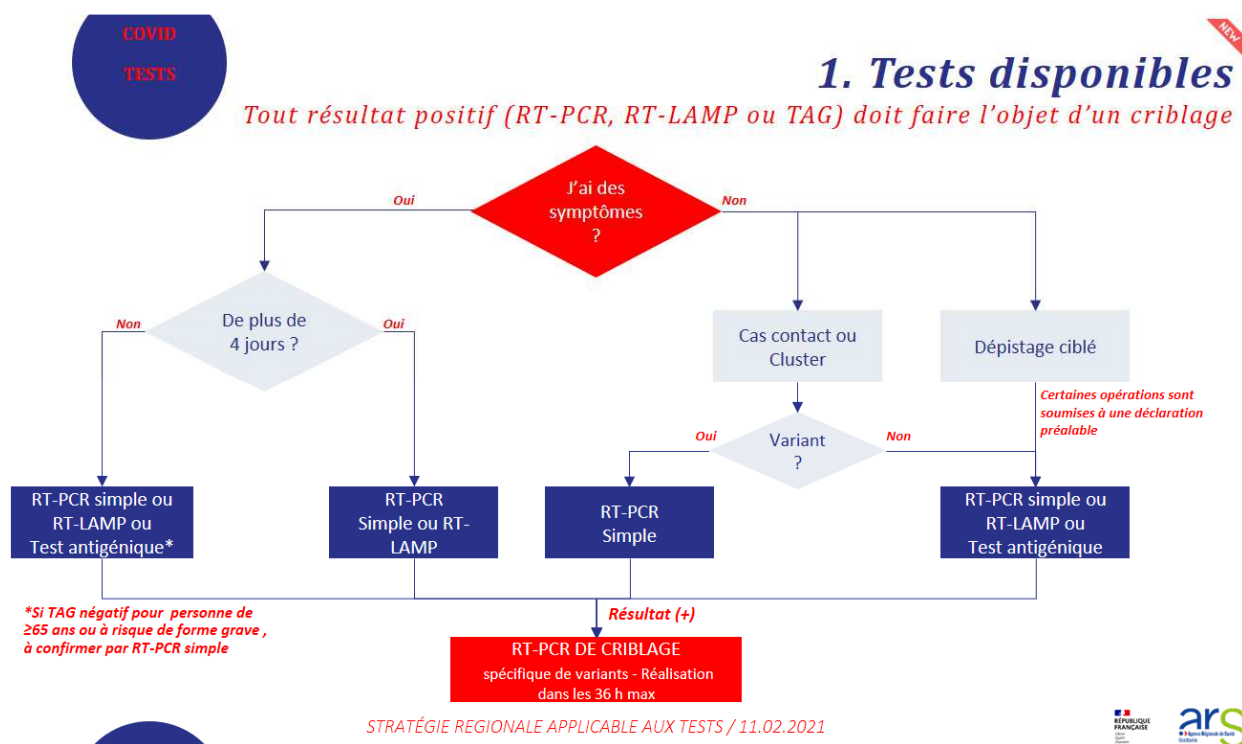 COVID
TESTS
NEW
1. Tests disponibles
Tout résultat positif (RT-PCR, RT-LAMP ou TAG) doit faire l'objet d'un criblage
J'ai des
symptômes
?
Oui
Non
De plus de
4 jours ?
Non
Oui
Cas contact ou
Cluster
Dépistage ciblé
Certaines opérations sont
soumises à une déclaration
préalable
Variant
?
Oui
Non
RT-PCR simple ou
RT-LAMP ou
Test antigénique*
RT-PCR
Simple ou RT-
LAMP
RT-PCR
Simple
RT-PCR simple ou
RT-LAMP ou
Test antigénique
*Si TAG négatif pour personne de
≥65 ans ou à risque de forme grave ,
à confirmer par RT-PCR simple
Résultat (+)
RT-PCR DE CRIBLAGE
spécifique de variants - Réalisation
dans les 36 h max
STRATÉGIE REGIONALE APPLICABLE AUX TESTS / 11.02.2021
RÉPUBLIQUE
FRANÇAISE
ars
Agence Régionale de Santé
Occitanie